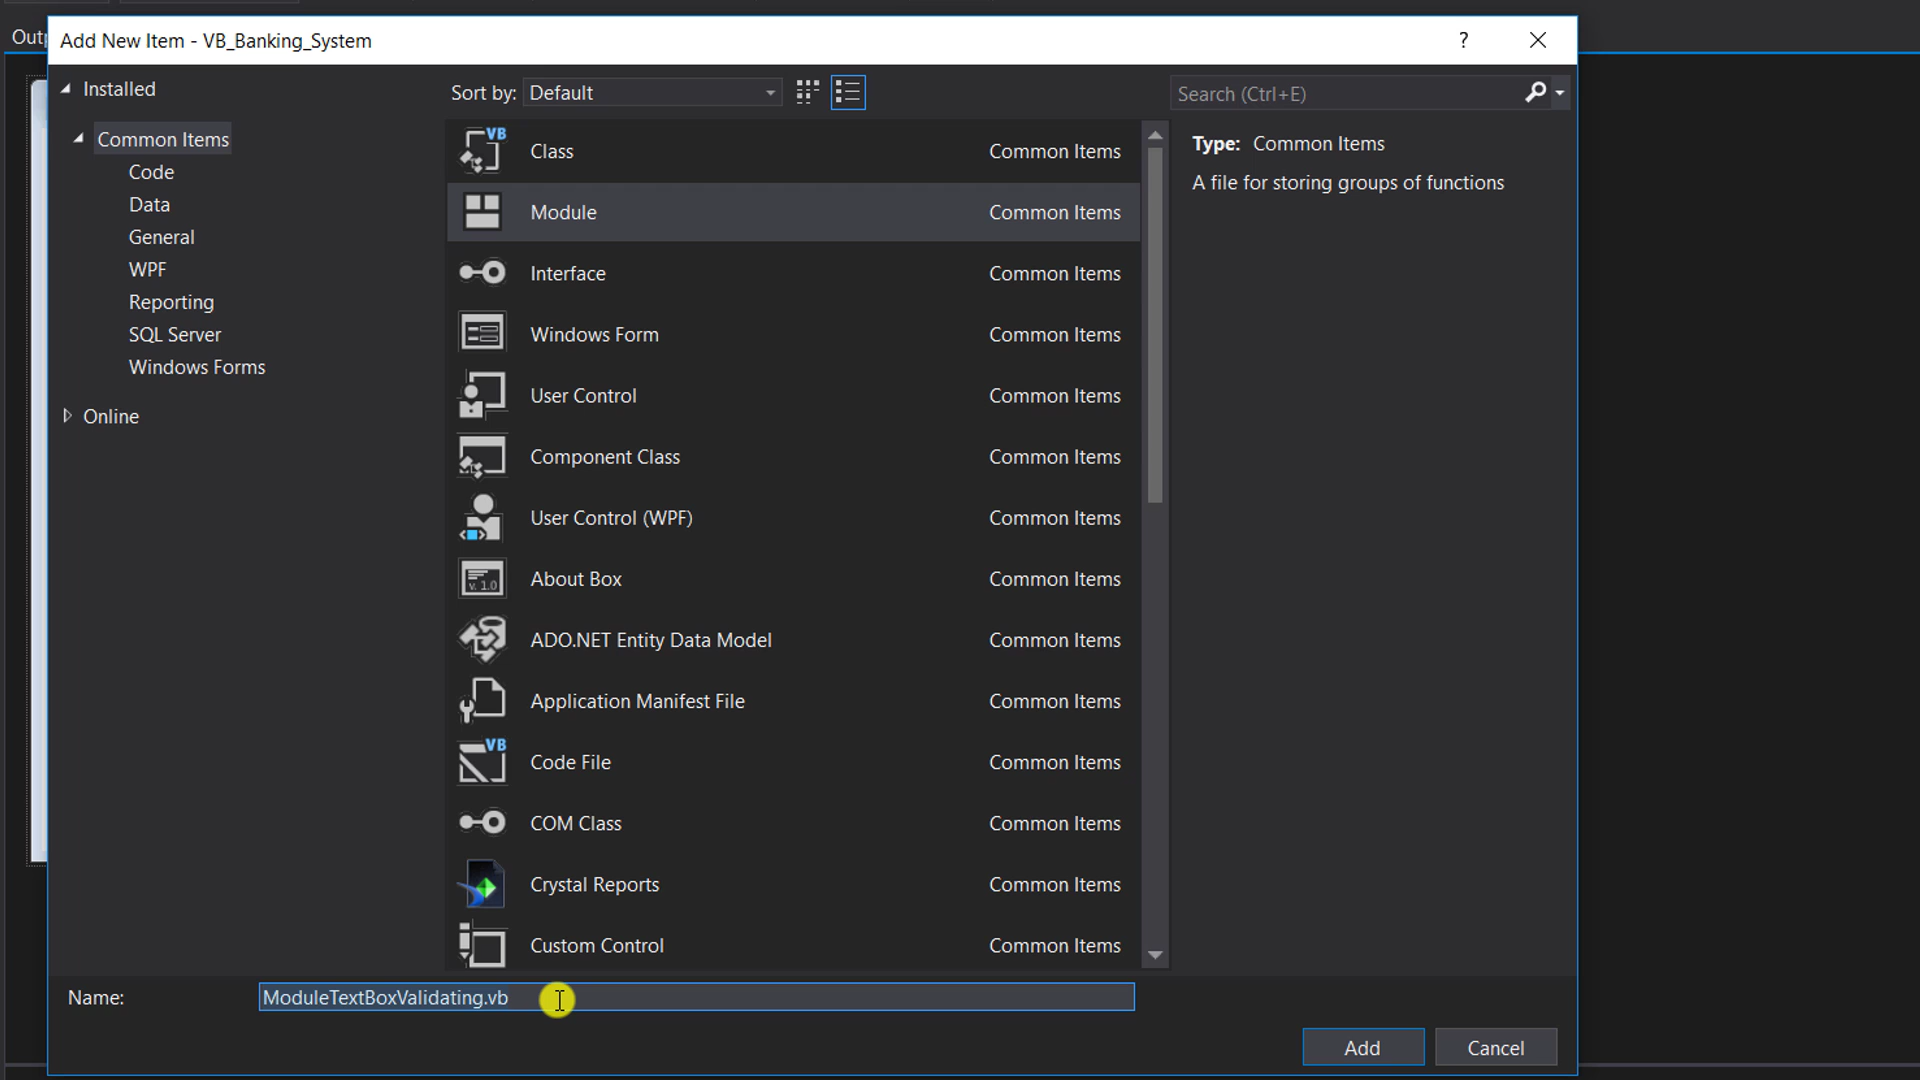 Outp
Add New Item - VB_Banking_System
?
Installed
Common Items
Code
Data
General
WPF
Reporting
SQL Server
Windows Forms
Online
Sort by: Default
Search (Ctrl+E)
VB Class Common Items
Module Common Items
Interface Common Items
Windows Form Common Items
User Control Common Items
Component Class Common Items
User Control (WPF) Common Items
v. 1.0 About Box Common Items
ADO.NET Entity Data Model Common Items
Application Manifest File Common Items
VB Code File Common Items
COM Class Common Items
Crystal Reports Common Items
Custom Control Common Items
Type: Common Items
A file for storing groups of functions
Name: ModuleTextBoxValidating.vb
Add Cancel